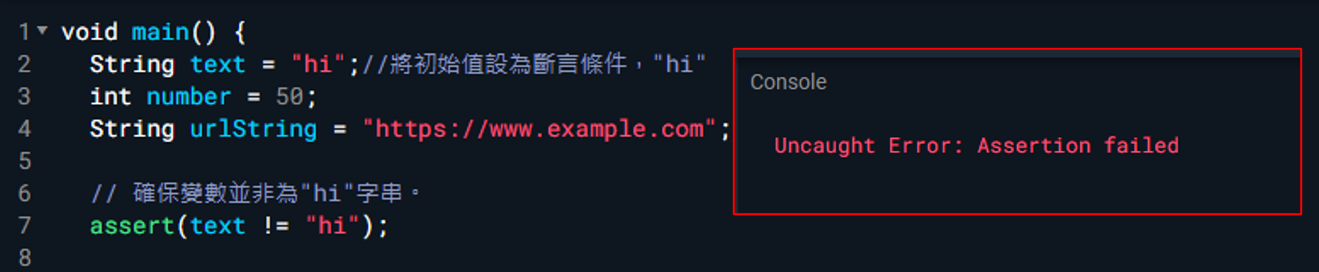 1 void main() {
2 String text = "hi";//將初始值設為斷言條件，"hi"
3 int number = 50;
4 String urlString = "https://www.example.com";
5
6 // 確保變數並非為"hi"字串。
7 assert(text != "hi");
8
Console
Uncaught Error: Assertion failed